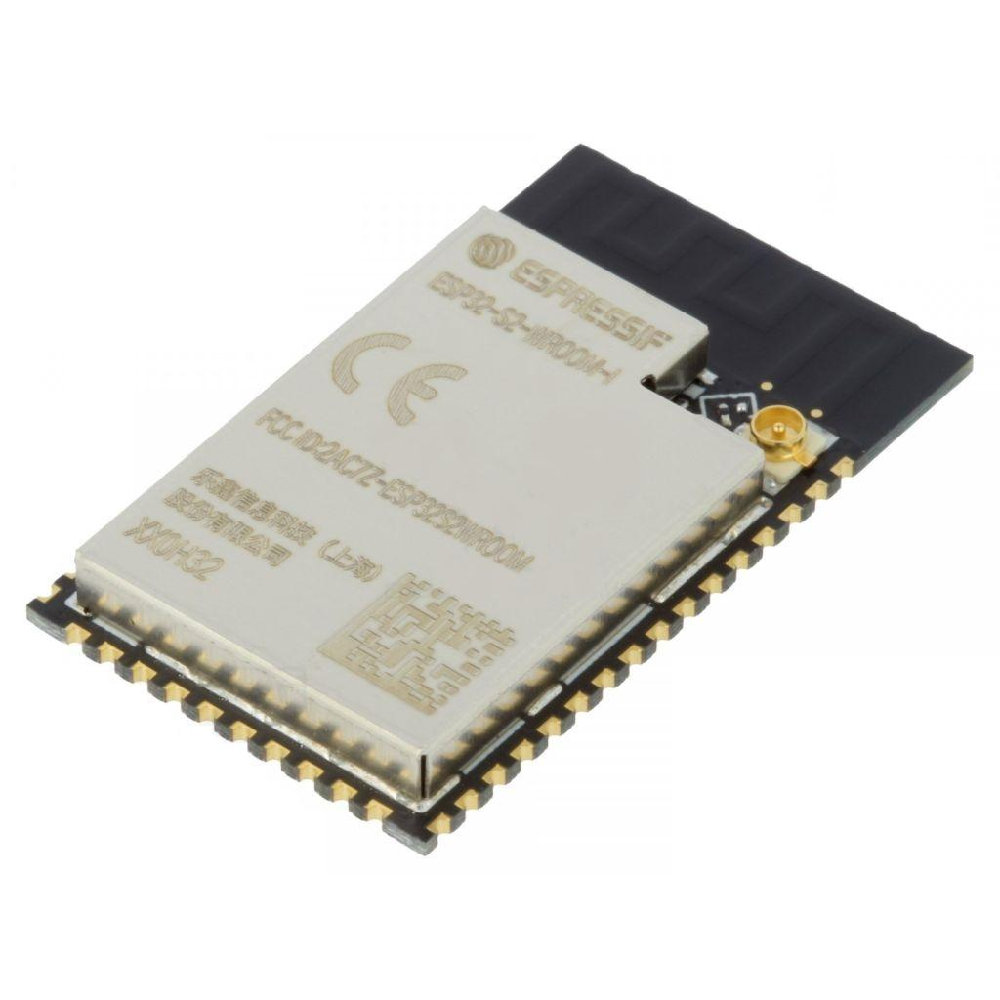 ESPRESSIF
ESP32-S2-WROOM-I
CE
FCC ID:2AC7Z-ESP32S2WROOM
乐鑫信息科技（上海）
股份有限公司
XX0H32